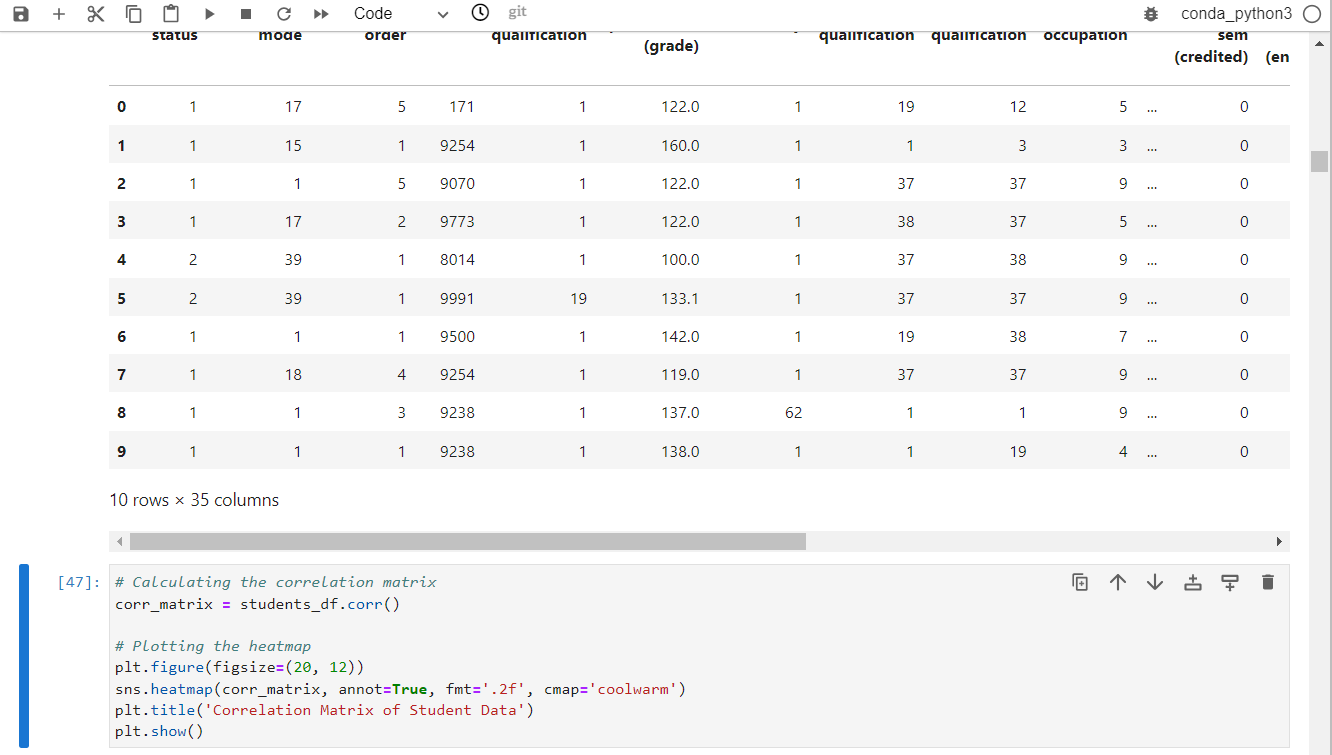 Code git conda_python3
status mode order qualification (grade) qualification qualification occupation sem (credited) (en
0 1 17 5 171 1 122.0 1 19 12 5 ... 0
1 1 15 1 9254 1 160.0 1 1 3 3 ... 0
2 1 1 5 9070 1 122.0 1 37 37 9 ... 0
3 1 17 2 9773 1 122.0 1 38 37 5 ... 0
4 2 39 1 8014 1 100.0 1 37 38 9 ... 0
5 2 39 1 9991 19 133.1 1 37 37 9 ... 0
6 1 1 1 9500 1 142.0 1 19 38 7 ... 0
7 1 18 4 9254 1 119.0 1 37 37 9 ... 0
8 1 1 3 9238 1 137.0 62 1 1 9 ... 0
9 1 1 1 9238 1 138.0 1 1 19 4 ... 0
10 rows × 35 columns
[47]: # Calculating the correlation matrix
corr_matrix = students_df.corr()
# Plotting the heatmap
plt.figure(figsize=(20, 12))
sns.heatmap(corr_matrix, annot=True, fmt='.2f', cmap='coolwarm')
plt.title('Correlation Matrix of Student Data')
plt.show()